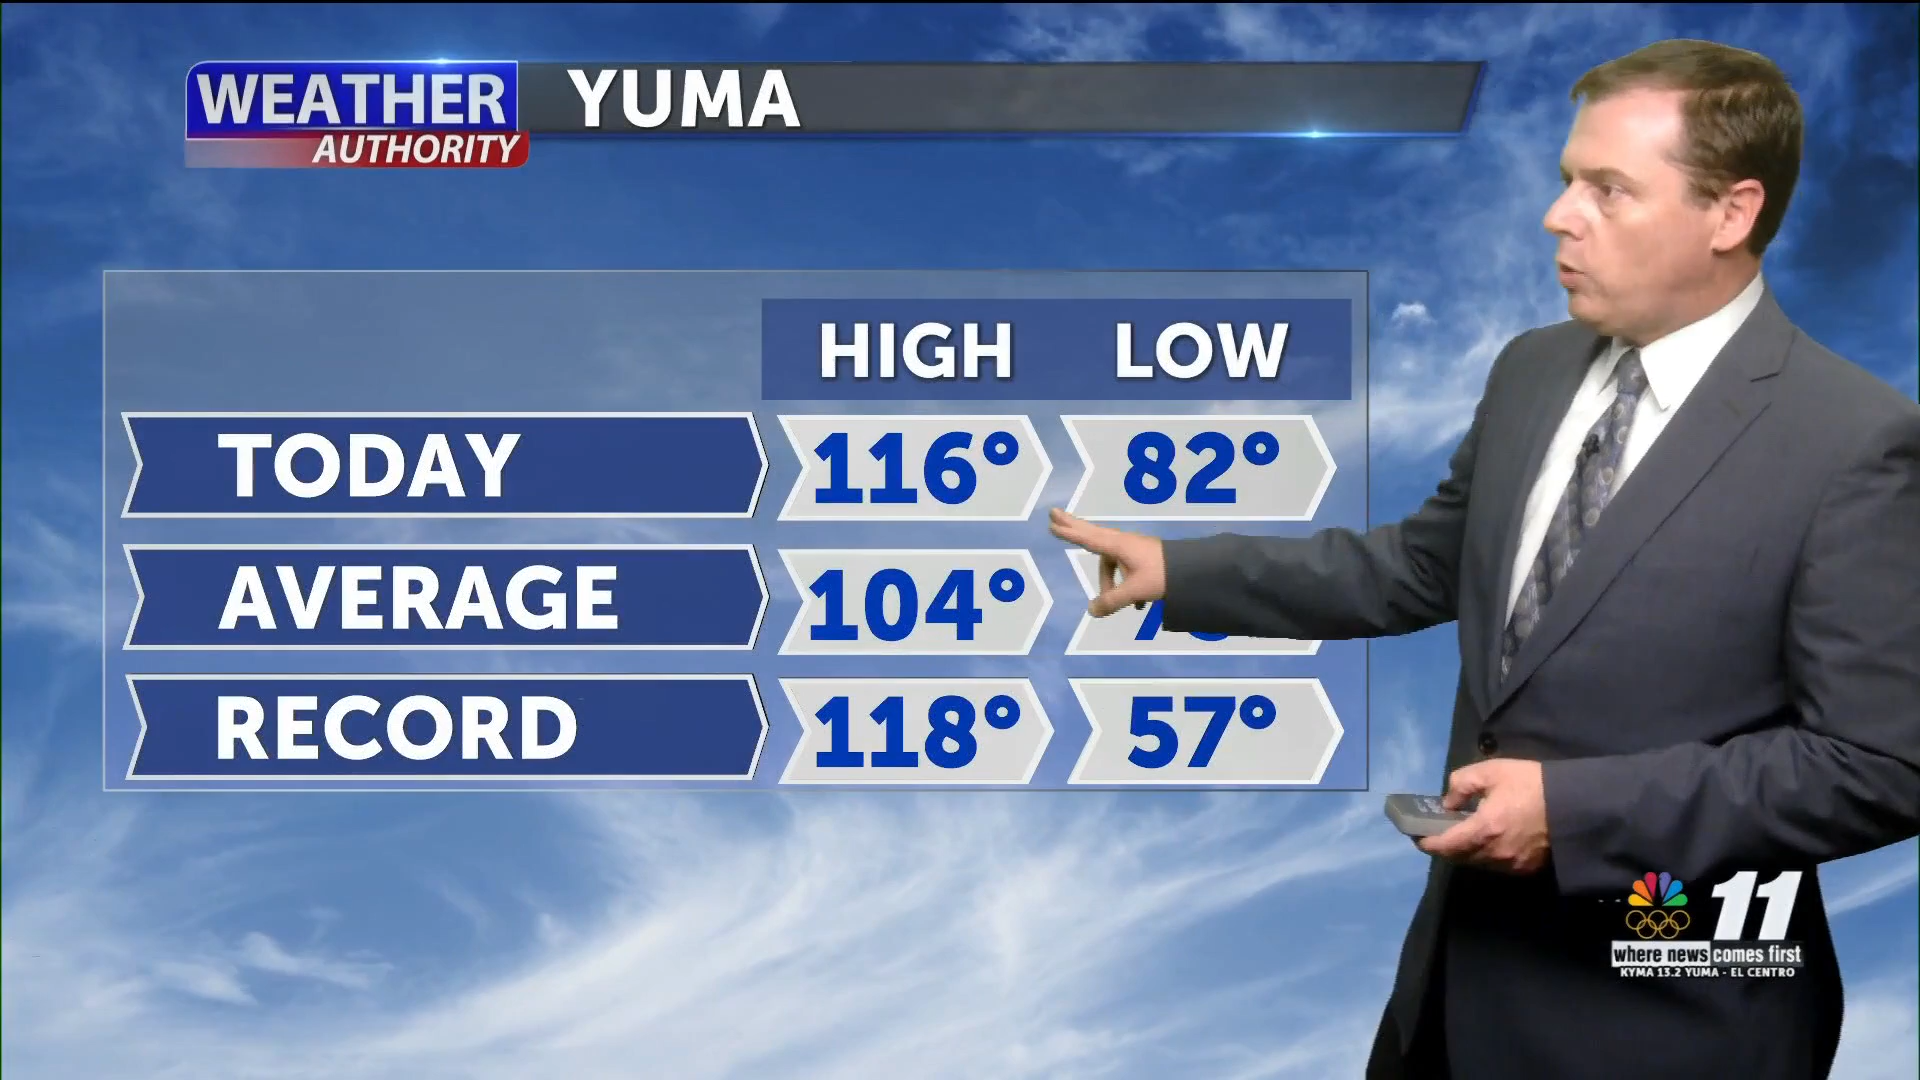 WEATHER
AUTHORITY
YUMA
HIGH LOW
TODAY 116° 82°
AVERAGE 104°
RECORD 118° 57°
11
where news comes first
KYMA 13.2 YUMA - EL CENTRO